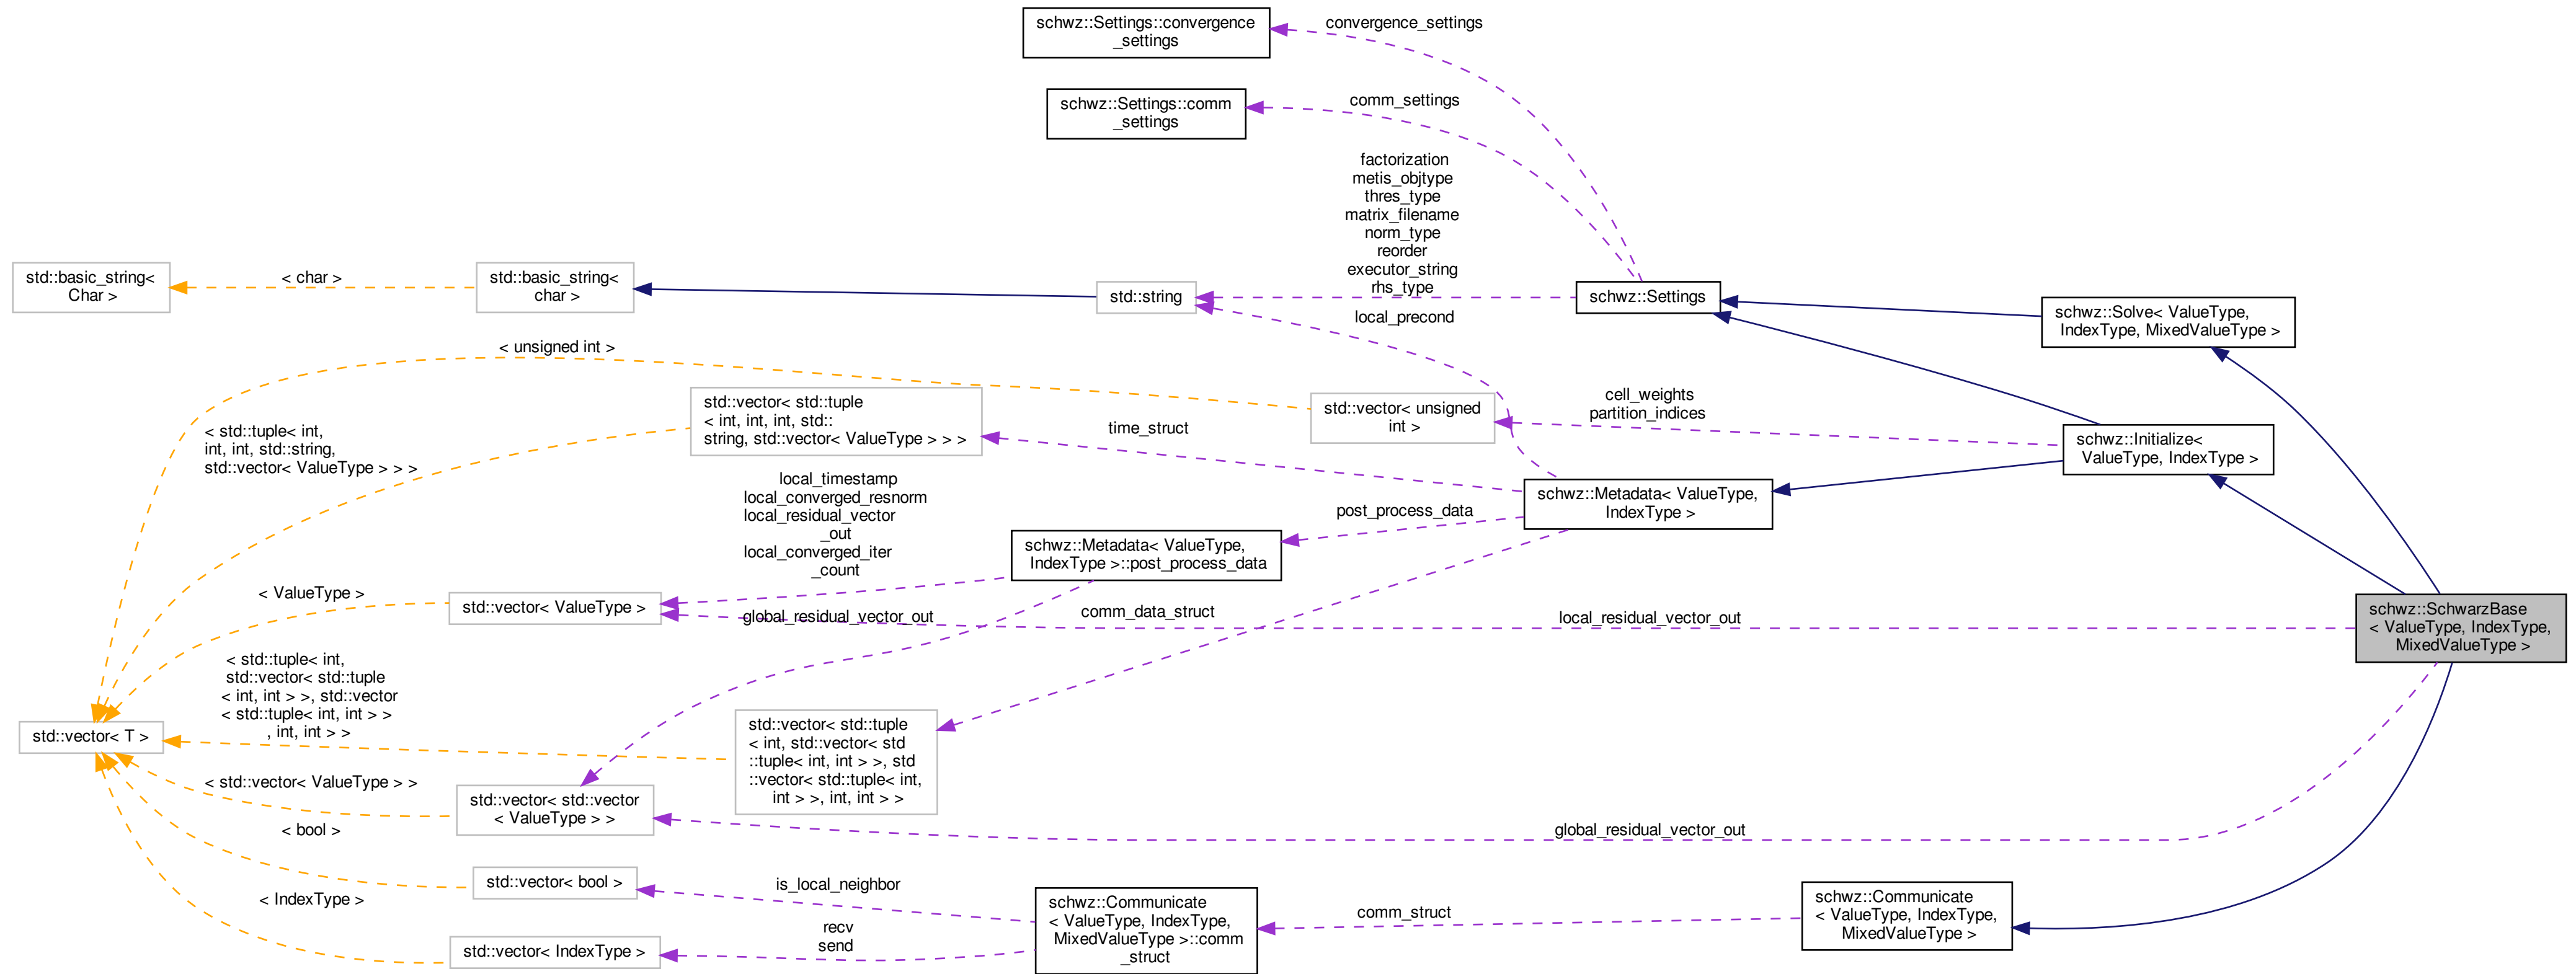 schwz::Settings::convergence
_settings
convergence_settings
schwz::Settings::comm
_settings
comm_settings
factorization
metis_objtype
thres_type
matrix_filename
norm_type
reorder
executor_string
rhs_type
std::basic_string<
Char >
< char >
std::basic_string<
char >
std::string
schwz::Settings
schwz::Solve< ValueType,
IndexType, MixedValueType >
local_precond
< unsigned int >
std::vector< std::tuple
< int, int, int, std::
string, std::vector< ValueType > > >
time_struct
std::vector< unsigned
int >
cell_weights
partition_indices
schwz::Initialize<
ValueType, IndexType >
< std::tuple< int,
int, int, std::string,
std::vector< ValueType > > >
local_timestamp
local_converged_resnorm
local_residual_vector
_out
local_converged_iter
_count
schwz::Metadata< ValueType,
IndexType >
post_process_data
schwz::Metadata< ValueType,
IndexType >::post_process_data
< ValueType >
std::vector< ValueType >
global_residual_vector_out
comm_data_struct
local_residual_vector_out
schwz::SchwarzBase
< ValueType, IndexType,
MixedValueType >
< std::tuple< int,
std::vector< std::tuple
< int, int > >, std::vector
< std::tuple< int, int > >
, int, int > >
std::vector< T >
std::vector< std::tuple
< int, std::vector< std
::tuple< int, int > >, std
::vector< std::tuple< int,
int > >, int, int > >
< std::vector< ValueType > >
std::vector< std::vector
< ValueType > >
global_residual_vector_out
< bool >
std::vector< bool >
is_local_neighbor
< IndexType >
std::vector< IndexType >
recv
send
schwz::Communicate
< ValueType, IndexType,
MixedValueType >::comm
_struct
comm_struct
schwz::Communicate
< ValueType, IndexType,
MixedValueType >